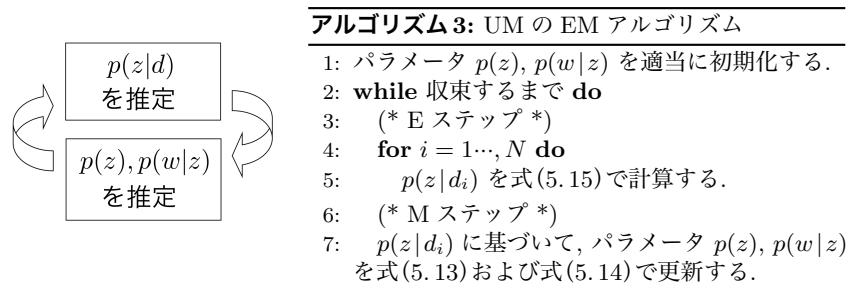 p(z|d)
を推定
p(z), p(w|z)
を推定
アルゴリズム 3: UM の EM アルゴリズム
1: パラメータ p(z), p(w|z) を適当に初期化する.
2: while 収束するまで do
3: (* E ステップ *)
4: for i = 1···, N do
5: p(z|dᵢ) を式(5.15)で計算する.
6: (* M ステップ *)
7: p(z|dᵢ) に基づいて, パラメータ p(z), p(w|z)
を式(5.13)および式(5.14)で更新する.